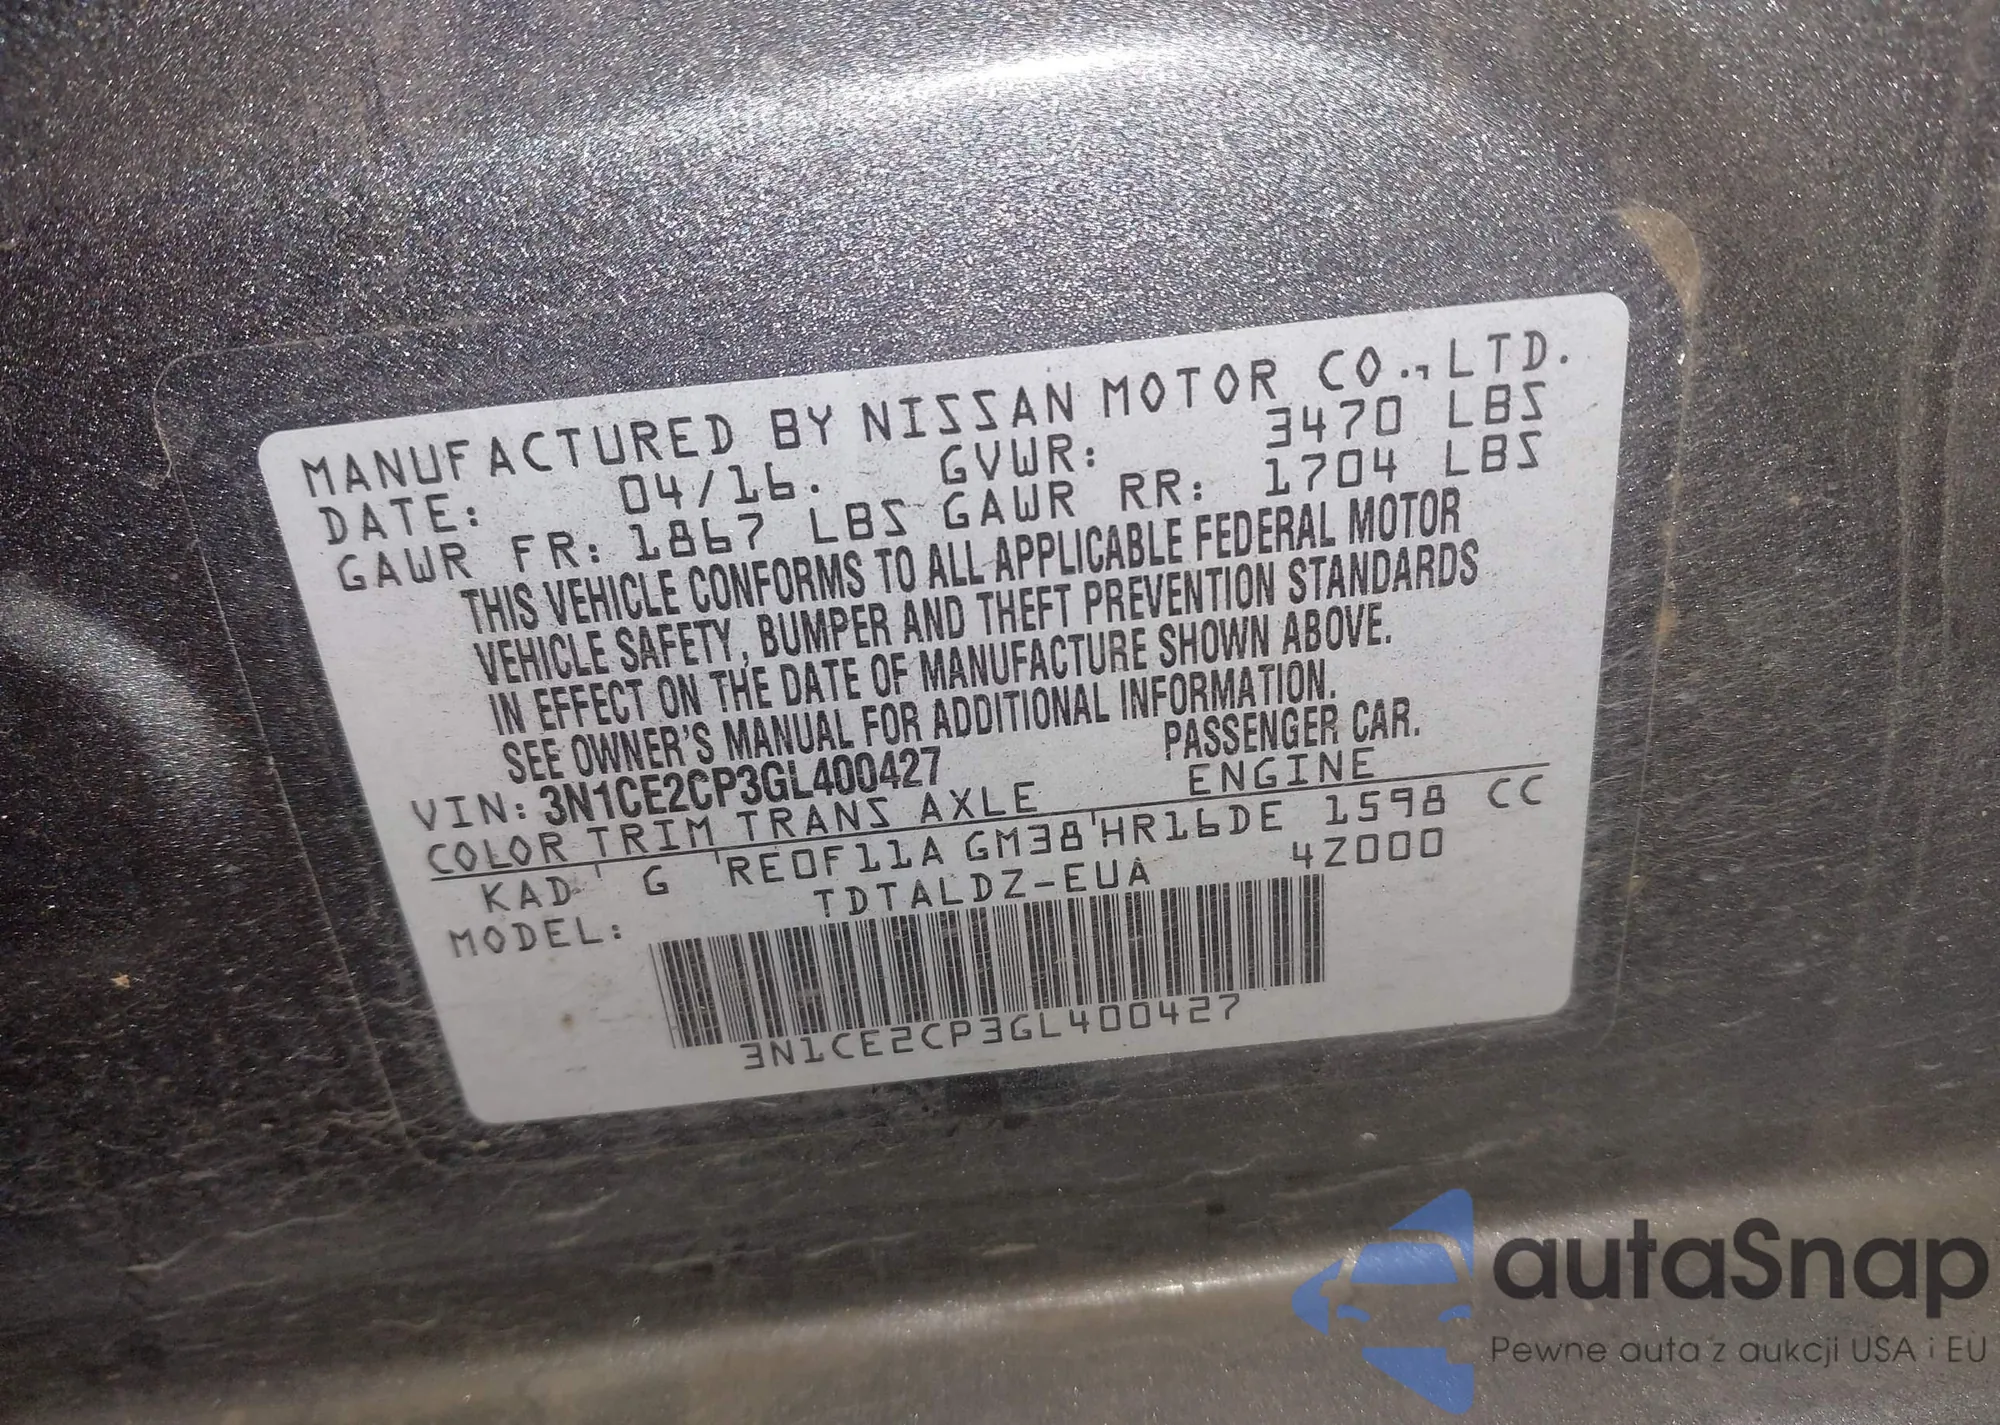 MANUFACTURED BY NISSAN MOTOR CO., LTD.
DATE: 04/16. GVWR: 3470 LBS
GAWR FR: 1867 LBS GAWR RR: 1704 LBS
THIS VEHICLE CONFORMS TO ALL APPLICABLE FEDERAL MOTOR
VEHICLE SAFETY, BUMPER AND THEFT PREVENTION STANDARDS
IN EFFECT ON THE DATE OF MANUFACTURE SHOWN ABOVE.
SEE OWNER'S MANUAL FOR ADDITIONAL INFORMATION.
VIN: 3N1CE2CP3GL400427 PASSENGER CAR.
COLOR TRIM TRANS AXLE ENGINE
KAD G RE0F11A GM38 HR16DE 1598 CC
MODEL: TDTALDZ-EUA 4Z000
3N1CE2CP3GL400427
autaSnap
Pewne auta z aukcji USA i EU